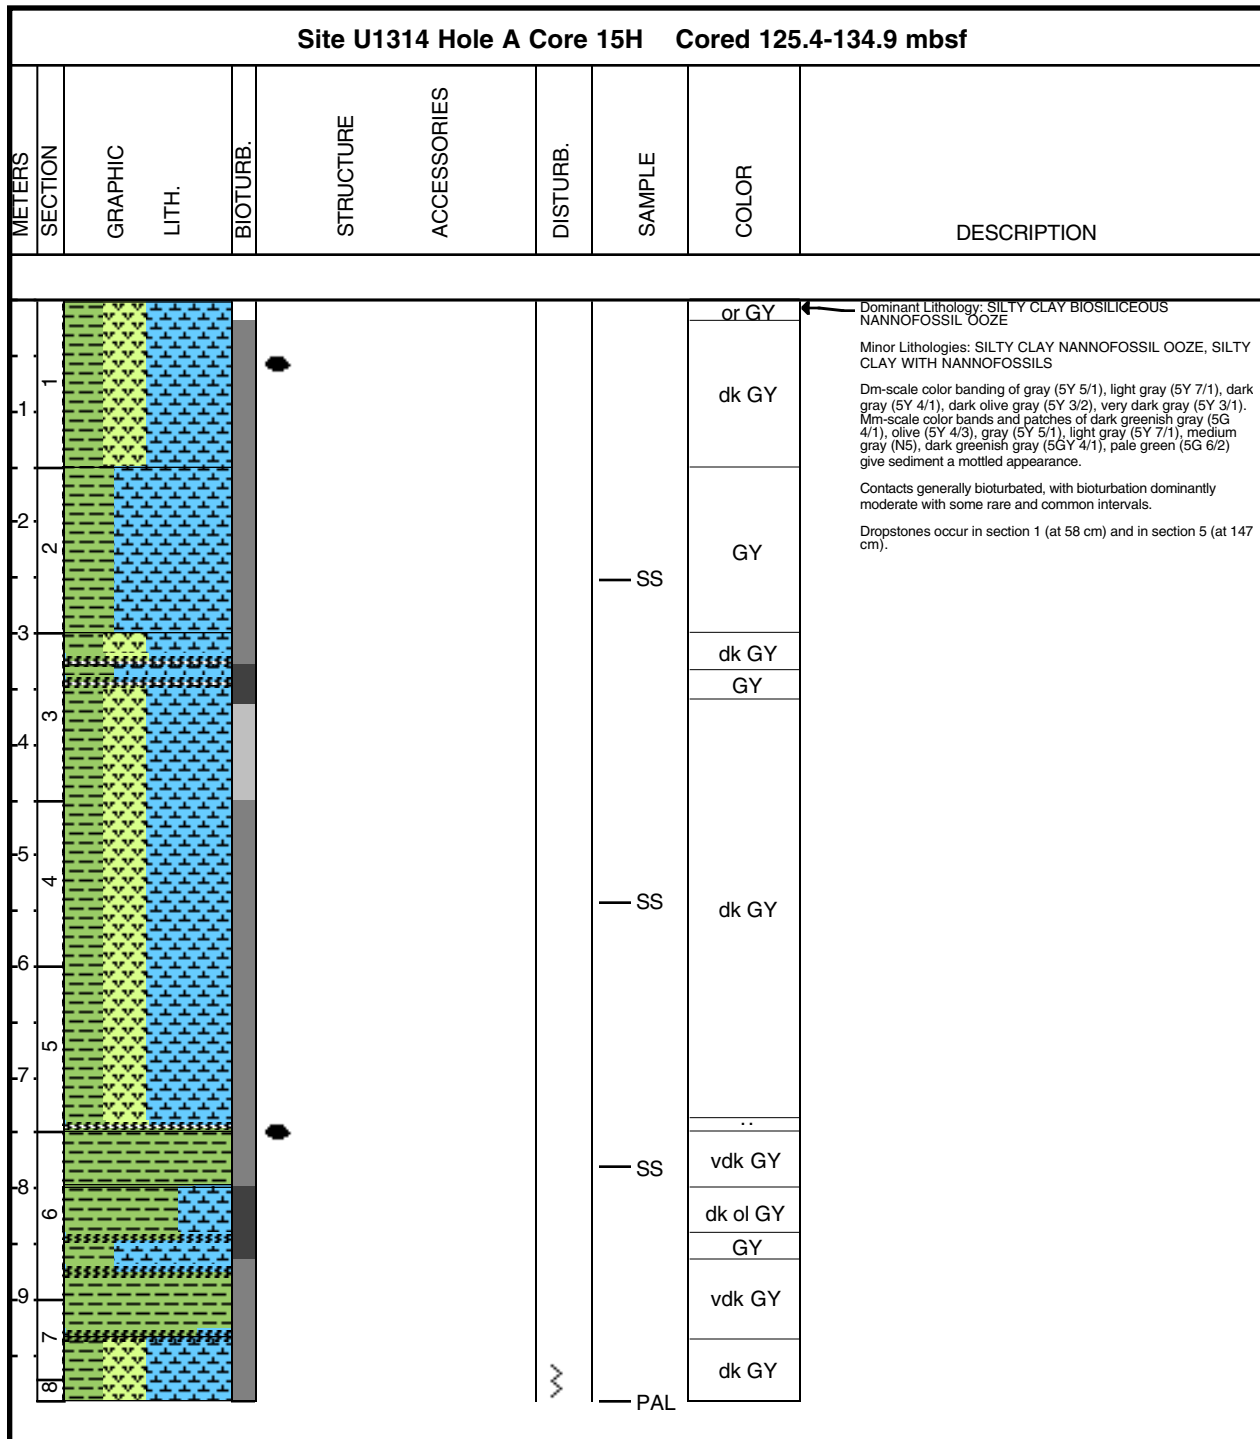 Site U1314 Hole A Core 15H Cored 125.4-134.9 mbsf
METERS
SECTION
GRAPHIC
LITH.
BIOTURB.
STRUCTURE
ACCESSORIES
DISTURB.
SAMPLE
COLOR
DESCRIPTION
1
2
3
4
5
6
7
8
9
1
2
3
4
5
6
7
8
SS
SS
SS
PAL
or GY
dk GY
GY
dk GY
GY
dk GY
..
vdk GY
dk ol GY
GY
vdk GY
dk GY
Dominant Lithology: SILTY CLAY BIOSILICEOUS
NANNOFOSSIL OOZE
Minor Lithologies: SILTY CLAY NANNOFOSSIL OOZE, SILTY
CLAY WITH NANNOFOSSILS
Dm-scale color banding of gray (5Y 5/1), light gray (5Y 7/1), dark
gray (5Y 4/1), dark olive gray (5Y 3/2), very dark gray (5Y 3/1).
Mm-scale color bands and patches of dark greenish gray (5G
4/1), olive (5Y 4/3), gray (5Y 5/1), light gray (5Y 7/1), medium
gray (N5), dark greenish gray (5GY 4/1), pale green (5G 6/2)
give sediment a mottled appearance.
Contacts generally bioturbated, with bioturbation dominantly
moderate with some rare and common intervals.
Dropstones occur in section 1 (at 58 cm) and in section 5 (at 147
cm).